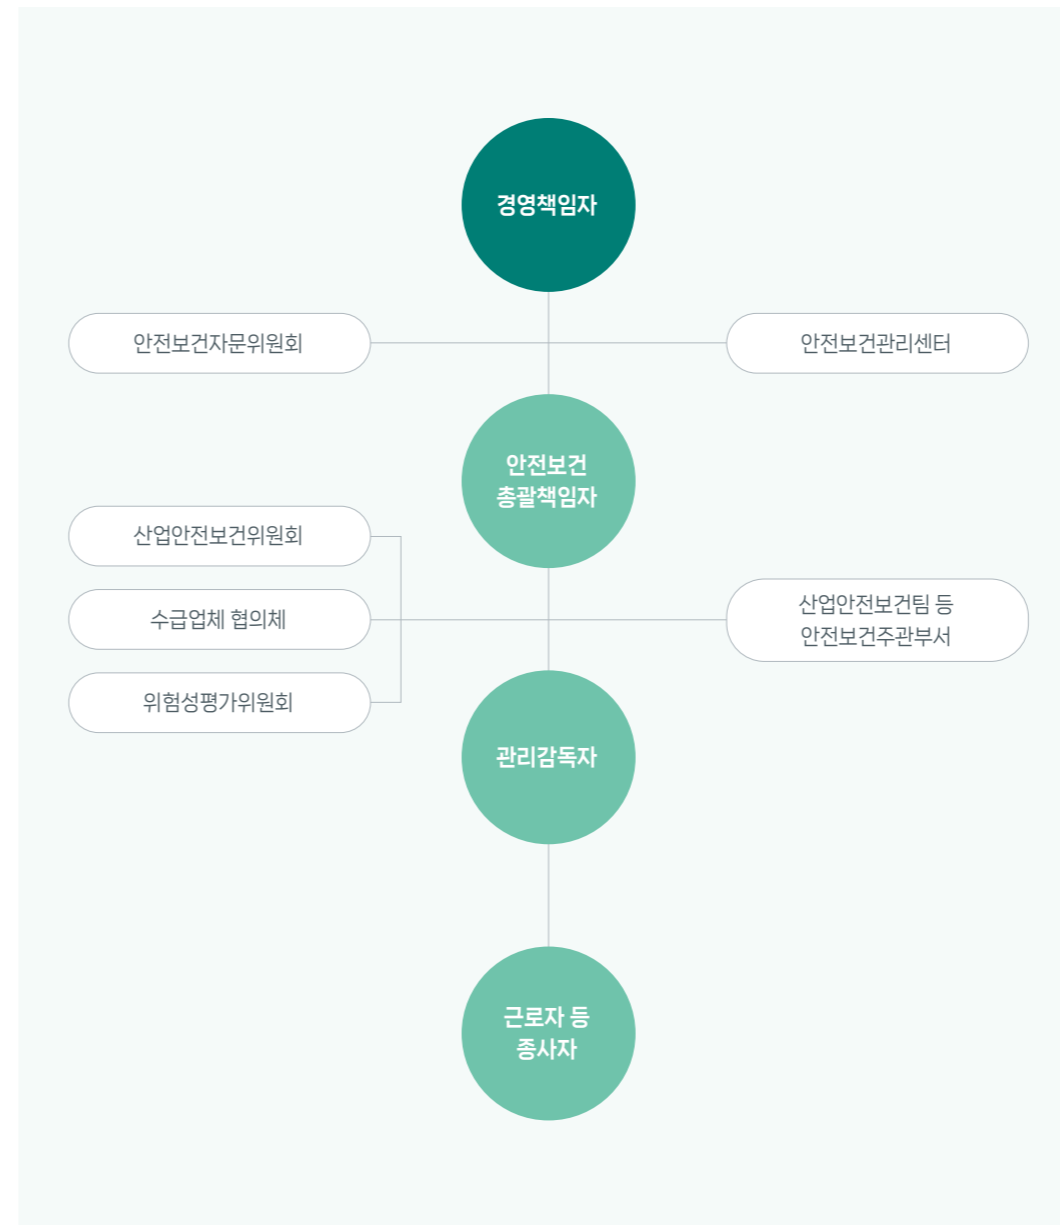 경영책임자
안전보건자문위원회
안전보건관리센터
안전보건
총괄책임자
산업안전보건위원회
수급업체 협의체
위험성평가위원회
산업안전보건팀 등
안전보건주관부서
관리감독자
근로자 등
종사자